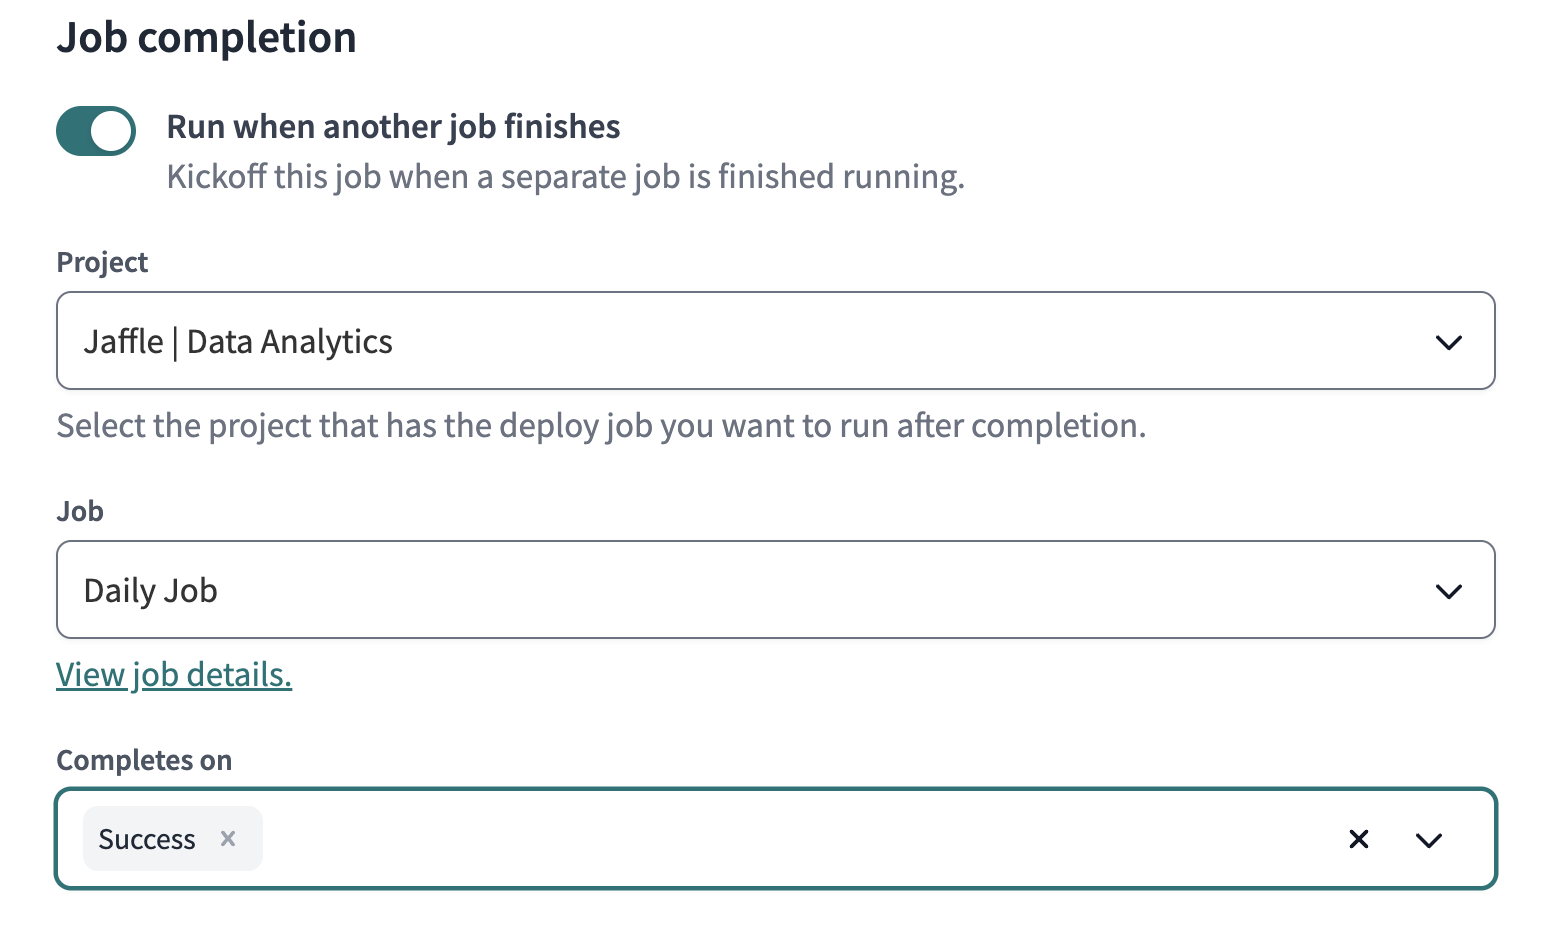 Job completion
Run when another job finishes
Kickoff this job when a separate job is finished running.
Project
Jaffle | Data Analytics
Select the project that has the deploy job you want to run after completion.
Job
Daily Job
View job details.
Completes on
Success